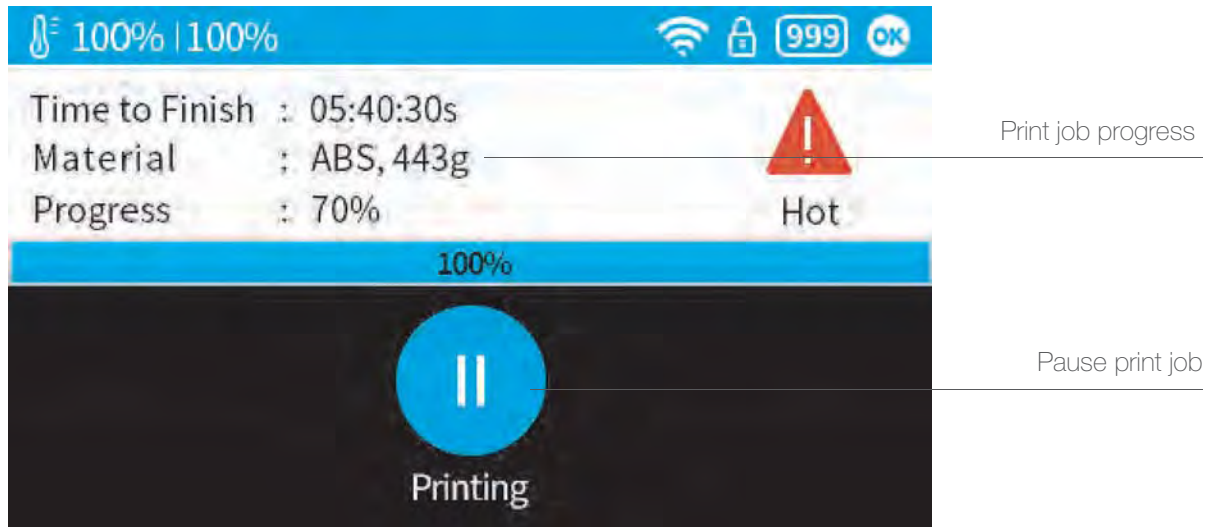 100% | 100% 999 OK
Time to Finish : 05:40:30s
Material : ABS, 443g
Progress : 70%
!
Hot
Print job progress
100%
Pause print job
Printing